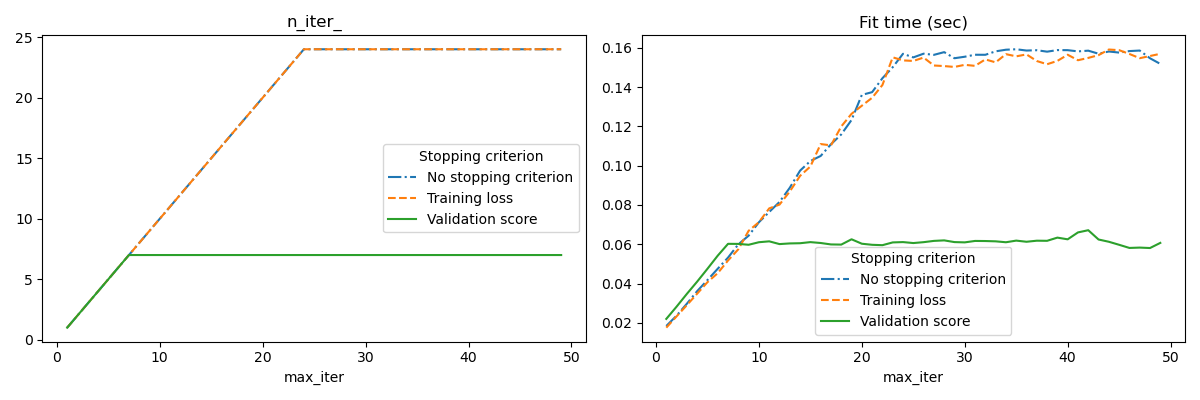 n_iter_
25
20
15
10
5
0
Stopping criterion
No stopping criterion
Training loss
Validation score
0 10 20 30 40 50
max_iter
Fit time (sec)
0.16
0.14
0.12
0.10
0.08
0.06
0.04
0.02
Stopping criterion
No stopping criterion
Training loss
Validation score
0 10 20 30 40 50
max_iter